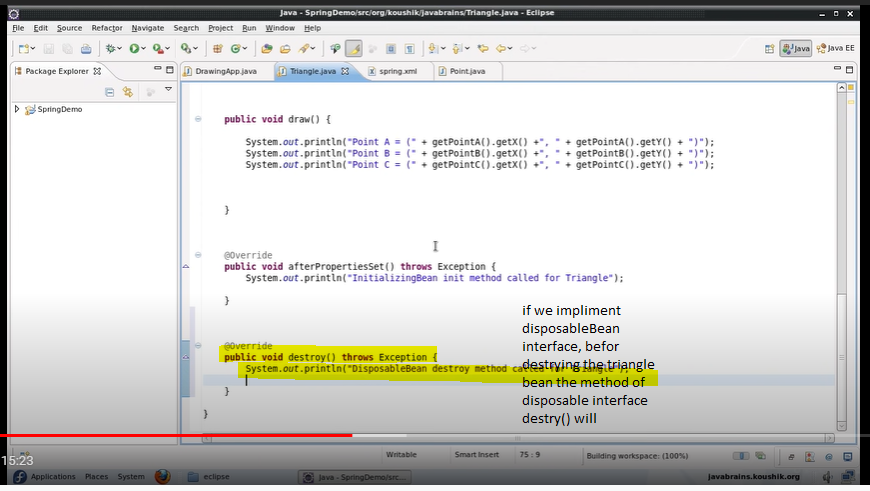 Java - SpringDemo/src/org/koushik/javabrains/Triangle.java - Eclipse
File Edit Source Refactor Navigate Search Project Run Window Help
Java Java EE
Package Explorer
DrawingApp.java Triangle.java spring.xml Point.java
SpringDemo
public void draw() {
System.out.println("Point A = (" + getPointA().getX() +", " + getPointA().getY() + ")");
System.out.println("Point B = (" + getPointB().getX() +", " + getPointB().getY() + ")");
System.out.println("Point C = (" + getPointC().getX() +", " + getPointC().getY() + ")");
}
@Override
public void afterPropertiesSet() throws Exception {
System.out.println("InitializingBean init method called for Triangle");
}
@Override
public void destroy() throws Exception {
System.out.println("DisposableBean destroy method called for Triangle");
}
}
if we impliment
disposableBean
interface, befor
destrying the triangle
bean the method of
disposable interface
destry() will
Writable Smart Insert 75 : 9 Building workspace: (100%)
15:23
Applications Places System eclipse Java - SpringDemo/src... javabrains.koushik.org